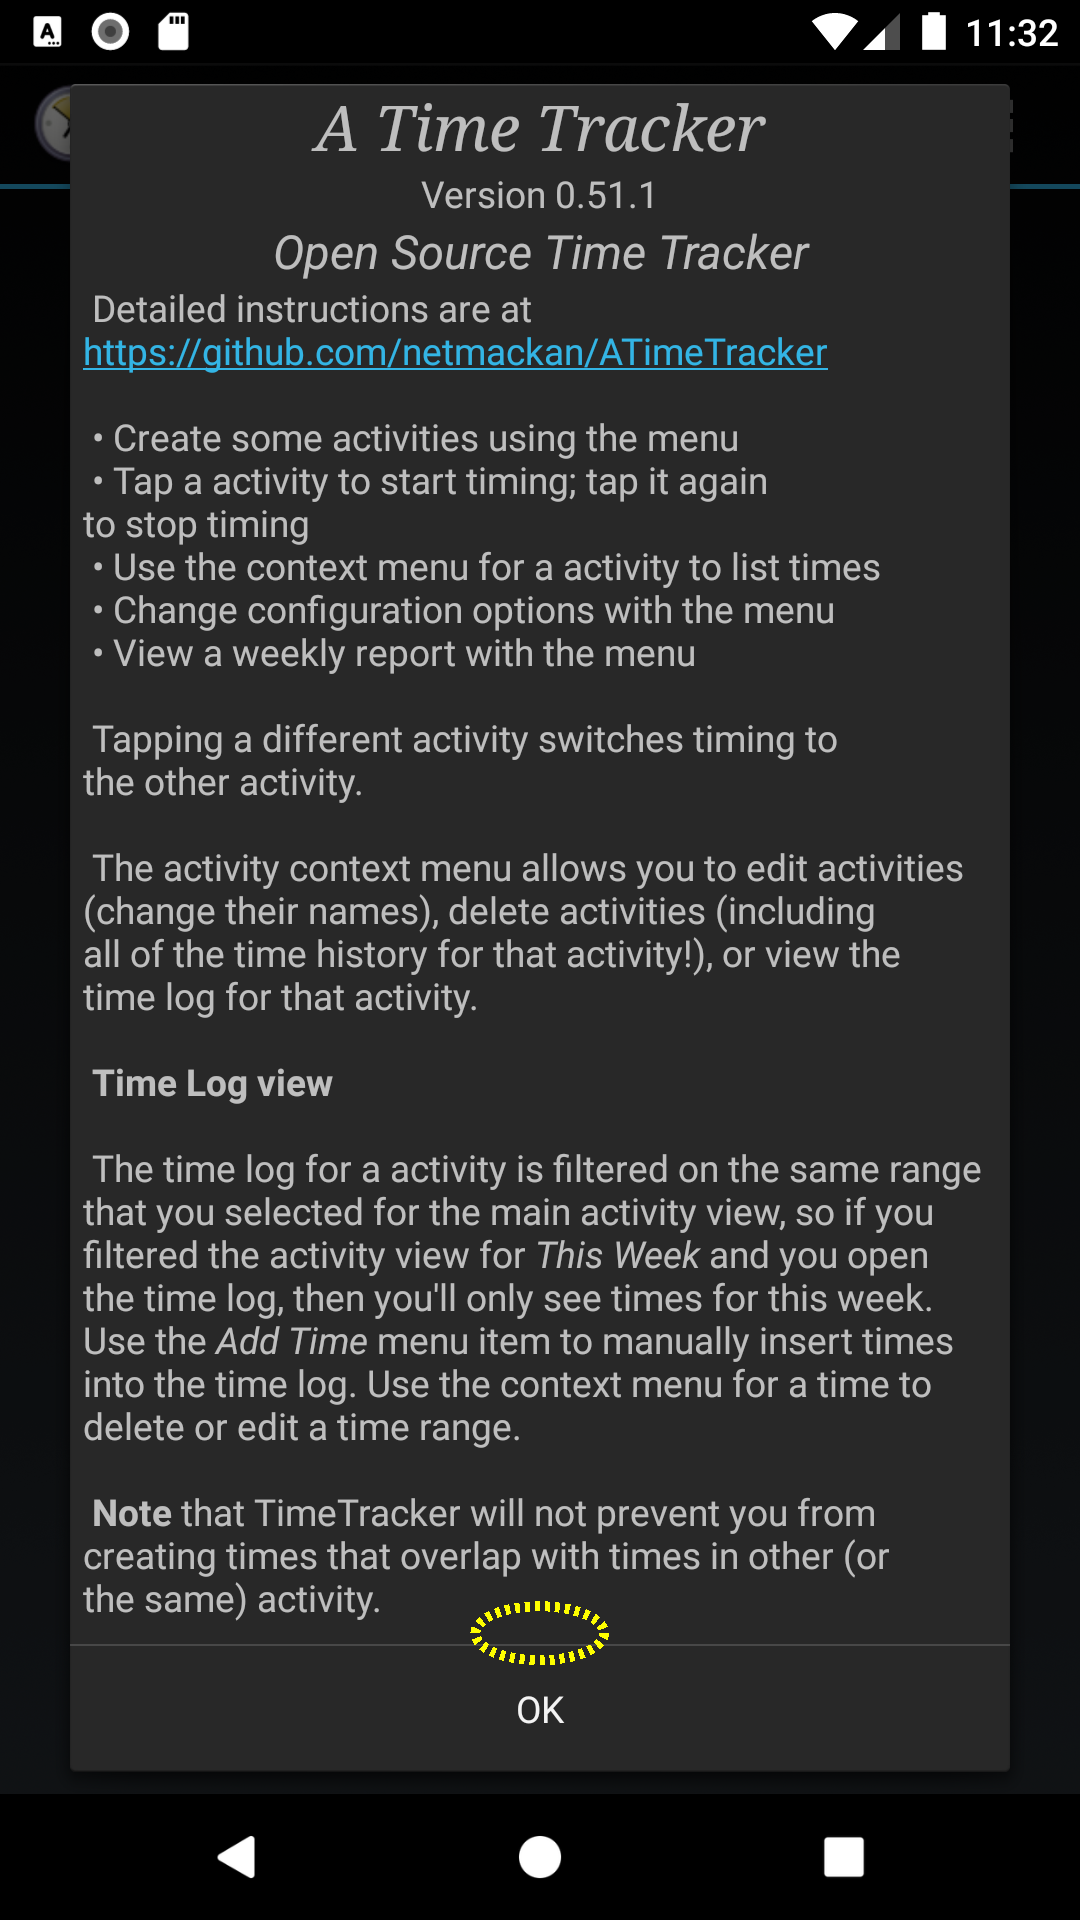 11:32
A Time Tracker
Version 0.51.1
Open Source Time Tracker
Detailed instructions are at
https://github.com/netmackan/ATimeTracker
• Create some activities using the menu
• Tap a activity to start timing; tap it again
to stop timing
• Use the context menu for a activity to list times
• Change configuration options with the menu
• View a weekly report with the menu
Tapping a different activity switches timing to
the other activity.
The activity context menu allows you to edit activities
(change their names), delete activities (including
all of the time history for that activity!), or view the
time log for that activity.
Time Log view
The time log for a activity is filtered on the same range
that you selected for the main activity view, so if you
filtered the activity view for This Week and you open
the time log, then you'll only see times for this week.
Use the Add Time menu item to manually insert times
into the time log. Use the context menu for a time to
delete or edit a time range.
Note that TimeTracker will not prevent you from
creating times that overlap with times in other (or
the same) activity.
OK